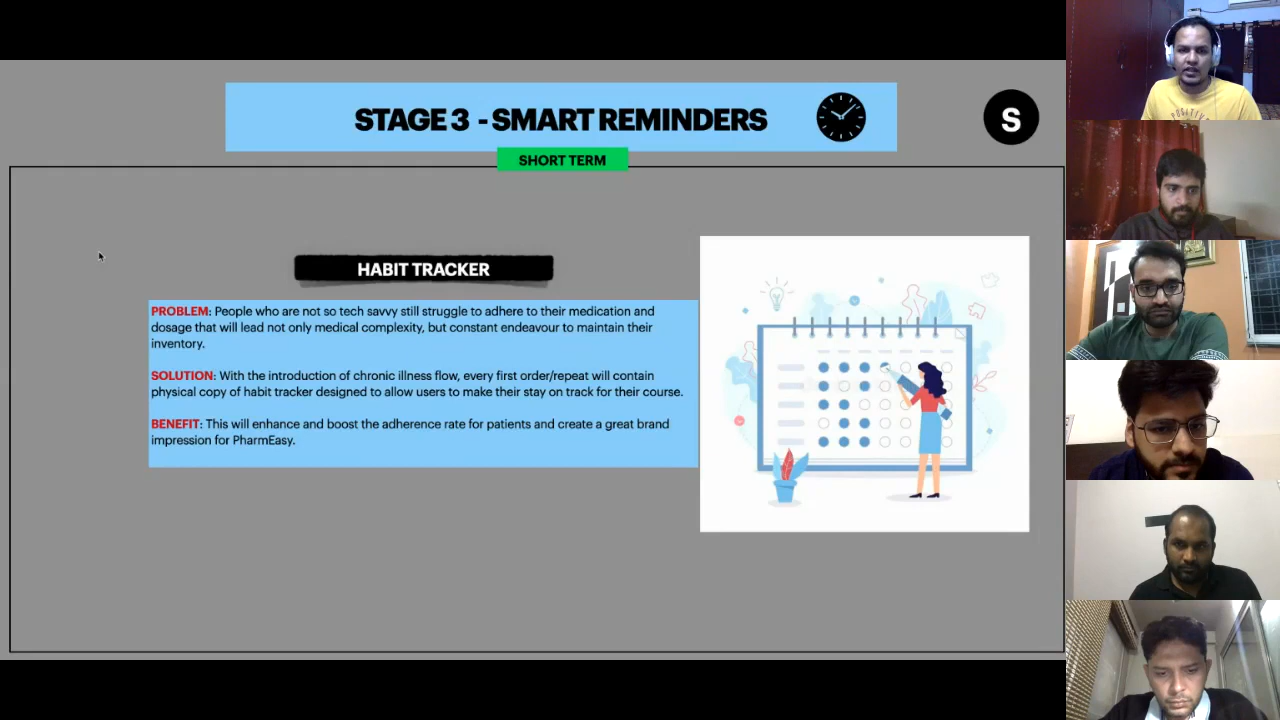 STAGE 3 - SMART REMINDERS
S
SHORT TERM
HABIT TRACKER
PROBLEM: People who are not so tech savvy still struggle to adhere to their medication and
dosage that will lead not only medical complexity, but constant endeavour to maintain their
inventory.
SOLUTION: With the introduction of chronic illness flow, every first order/repeat will contain
physical copy of habit tracker designed to allow users to make their stay on track for their course.
BENEFIT: This will enhance and boost the adherence rate for patients and create a great brand
impression for PharmEasy.